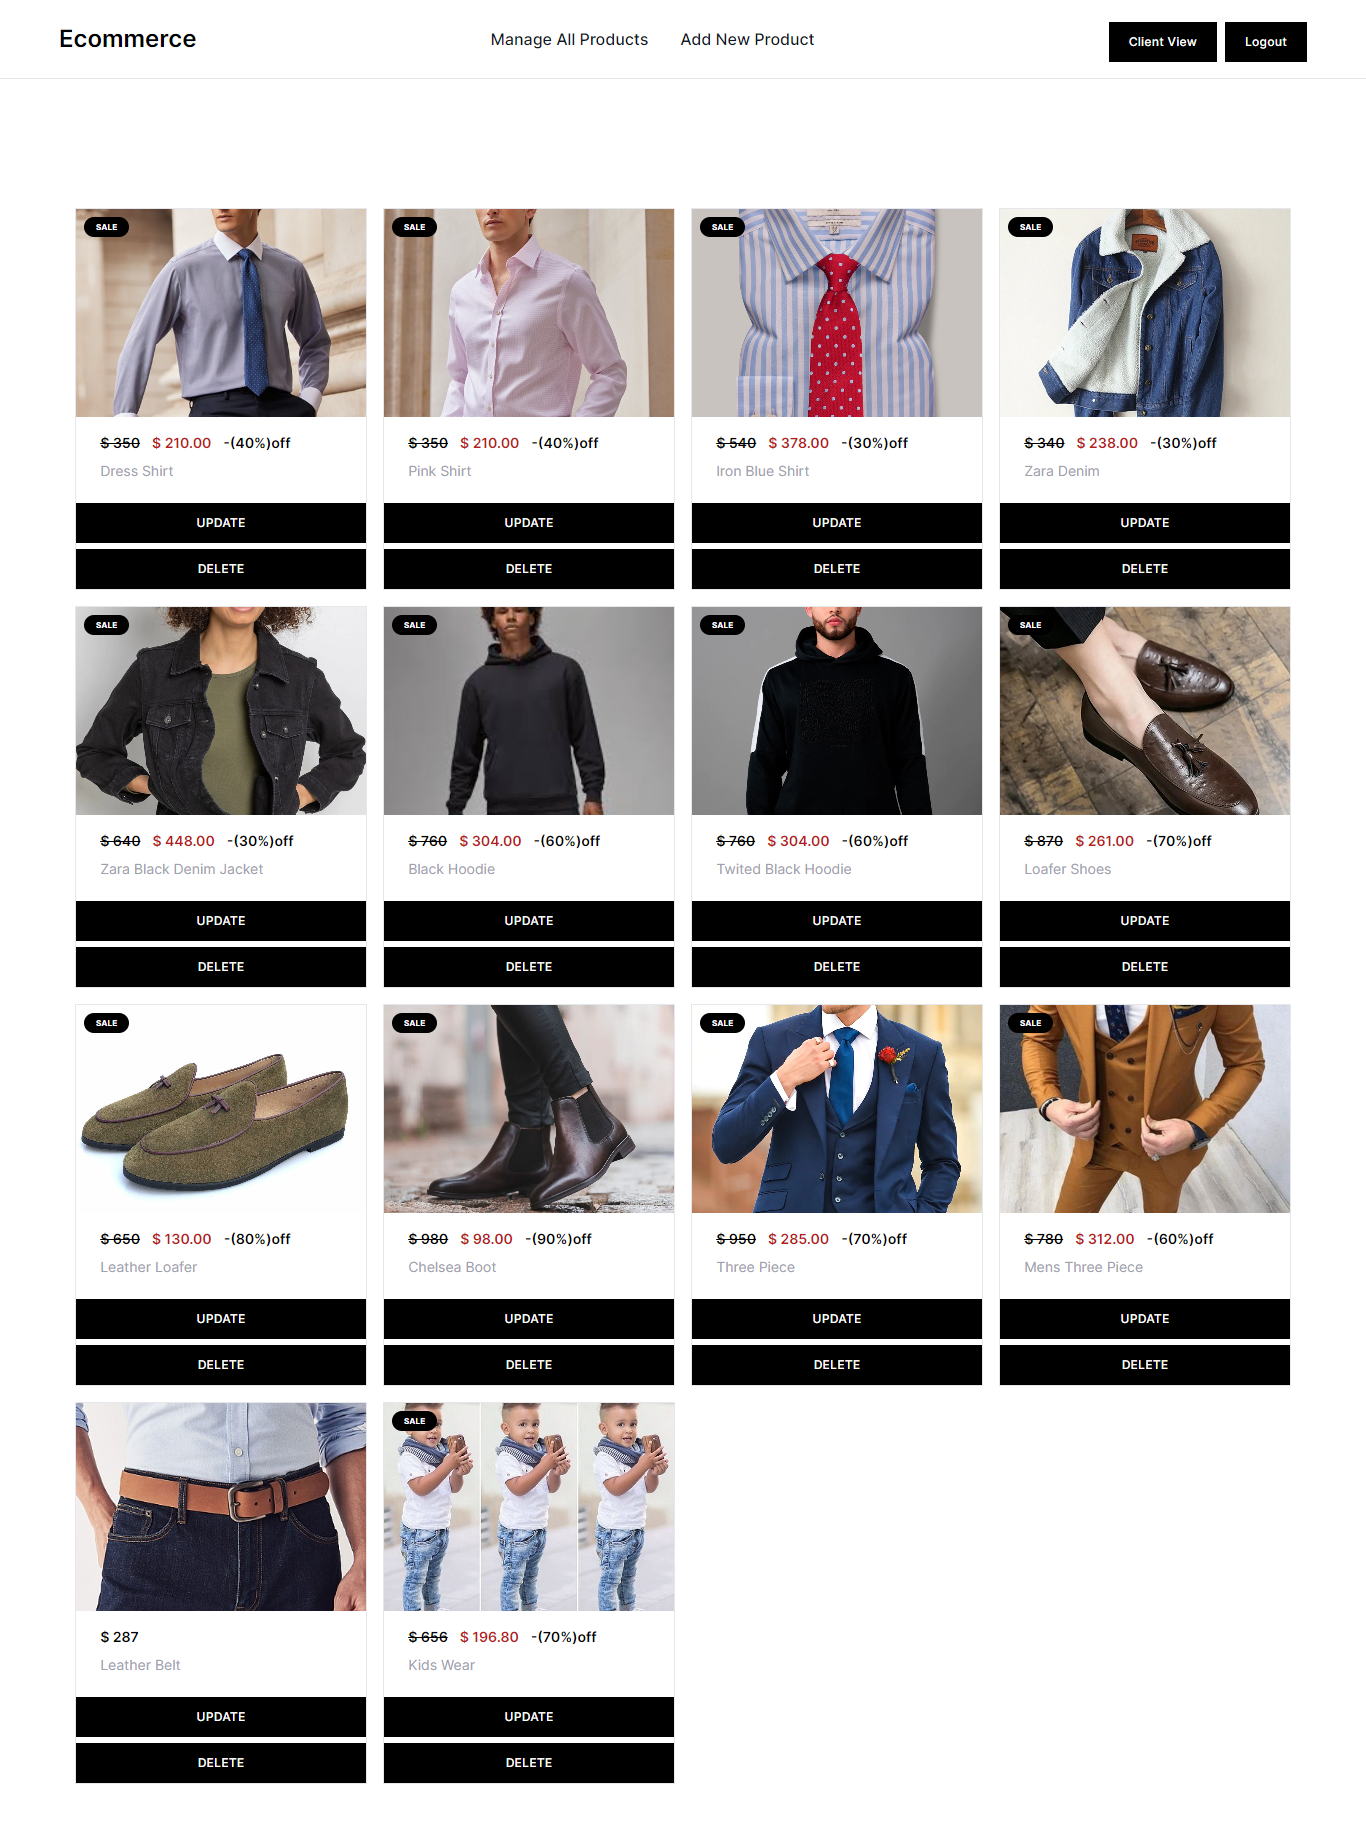 Ecommerce
Manage All Products
Add New Product
Client View
Logout
SALE
$ 350 $ 210.00 -(40%)off
Dress Shirt
UPDATE
DELETE
SALE
$ 350 $ 210.00 -(40%)off
Pink Shirt
UPDATE
DELETE
SALE
$ 540 $ 378.00 -(30%)off
Iron Blue Shirt
UPDATE
DELETE
SALE
$ 340 $ 238.00 -(30%)off
Zara Denim
UPDATE
DELETE
SALE
$ 640 $ 448.00 -(30%)off
Zara Black Denim Jacket
UPDATE
DELETE
SALE
$ 760 $ 304.00 -(60%)off
Black Hoodie
UPDATE
DELETE
SALE
$ 760 $ 304.00 -(60%)off
Twited Black Hoodie
UPDATE
DELETE
SALE
$ 870 $ 261.00 -(70%)off
Loafer Shoes
UPDATE
DELETE
SALE
$ 650 $ 130.00 -(80%)off
Leather Loafer
UPDATE
DELETE
SALE
$ 980 $ 98.00 -(90%)off
Chelsea Boot
UPDATE
DELETE
SALE
$ 950 $ 285.00 -(70%)off
Three Piece
UPDATE
DELETE
SALE
$ 780 $ 312.00 -(60%)off
Mens Three Piece
UPDATE
DELETE
$ 287
Leather Belt
UPDATE
DELETE
SALE
$ 656 $ 196.80 -(70%)off
Kids Wear
UPDATE
DELETE